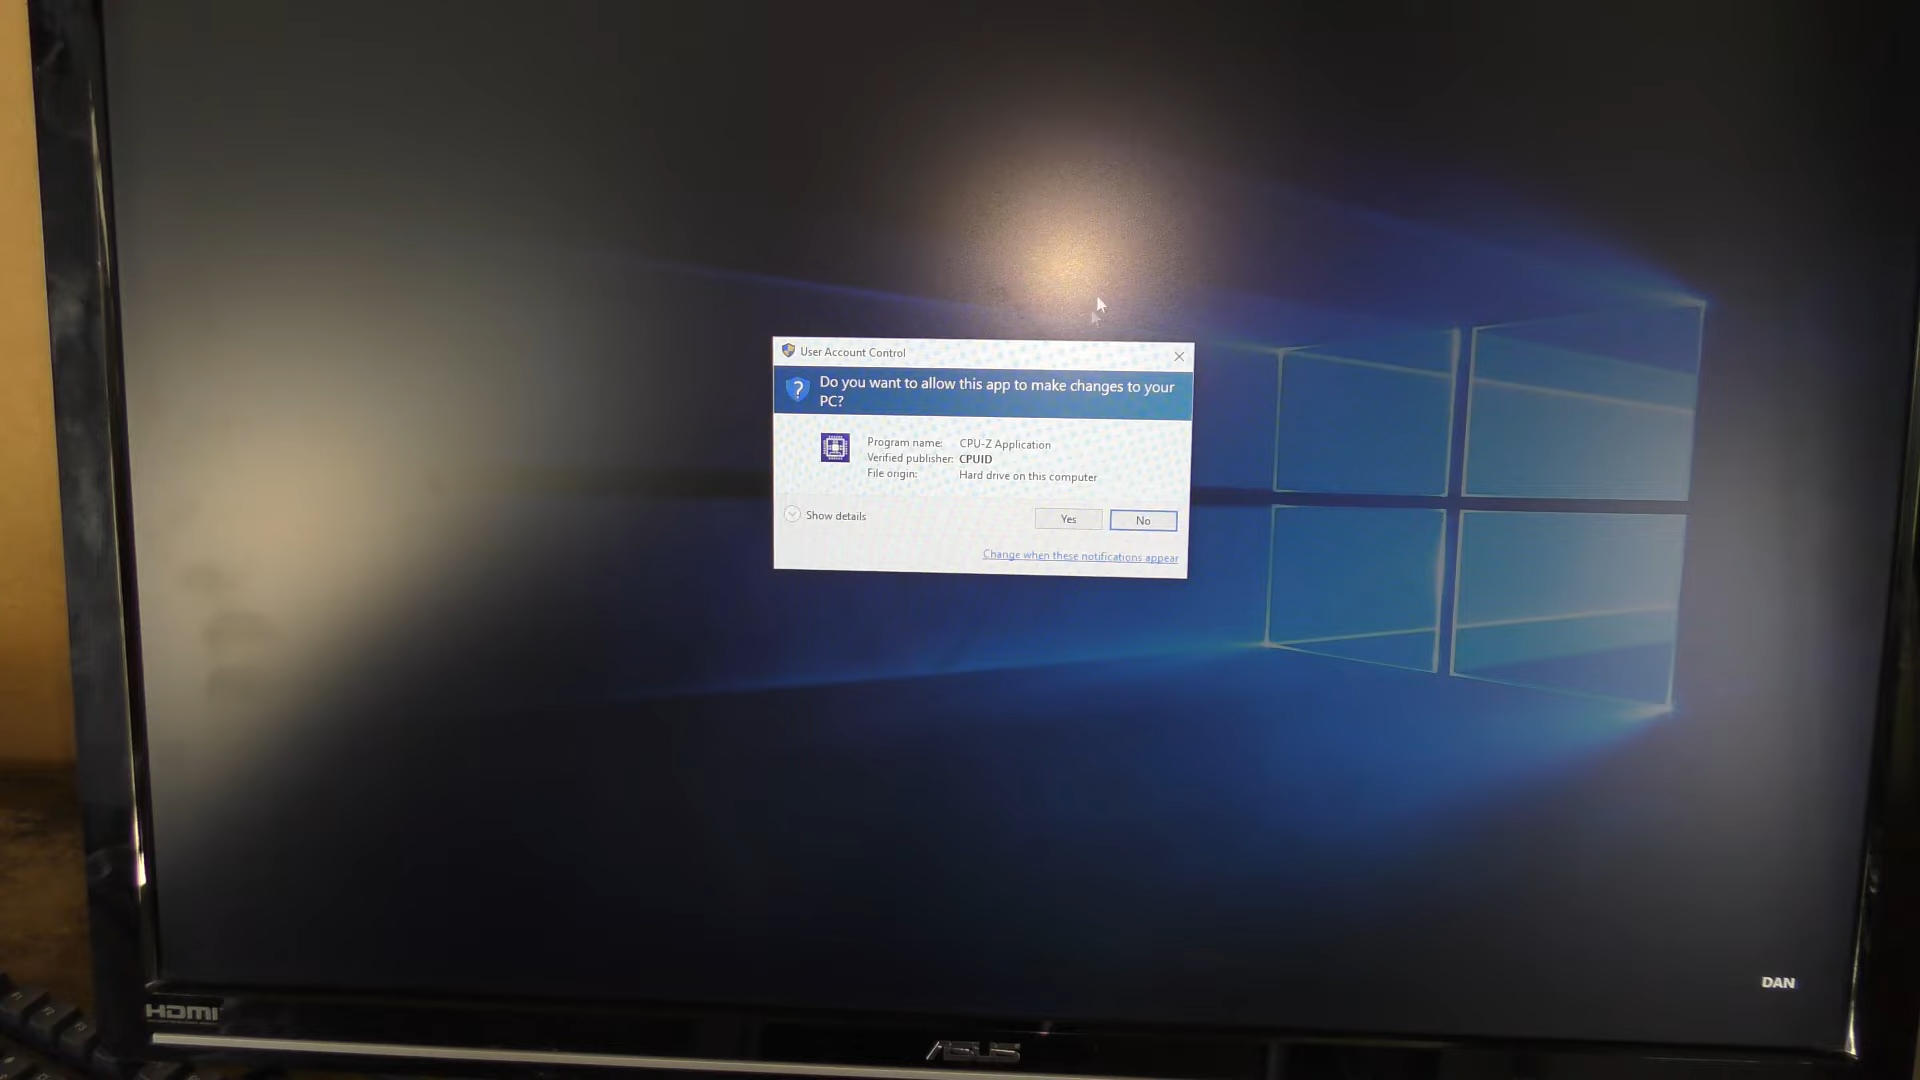 User Account Control
Do you want to allow this app to make changes to your
PC?
Program name: CPU-Z Application
Verified publisher: CPUID
File origin: Hard drive on this computer
Show details
Yes
No
Change when these notifications appear
DAN
HDMI
ASUS